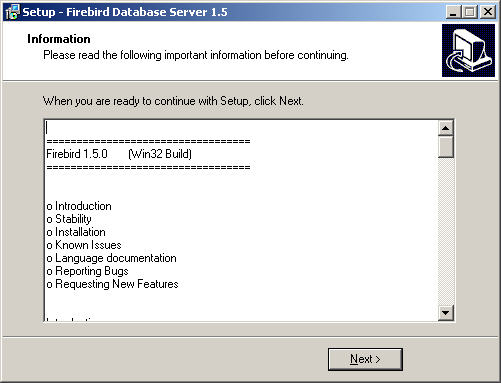 Setup - Firebird Database Server 1.5
Information
Please read the following important information before continuing.
When you are ready to continue with Setup, click Next.
=================================
Firebird 1.5.0 (Win32 Build)
=================================
o Introduction
o Stability
o Installation
o Known Issues
o Language documentation
o Reporting Bugs
o Requesting New Features
Introduction
Next >